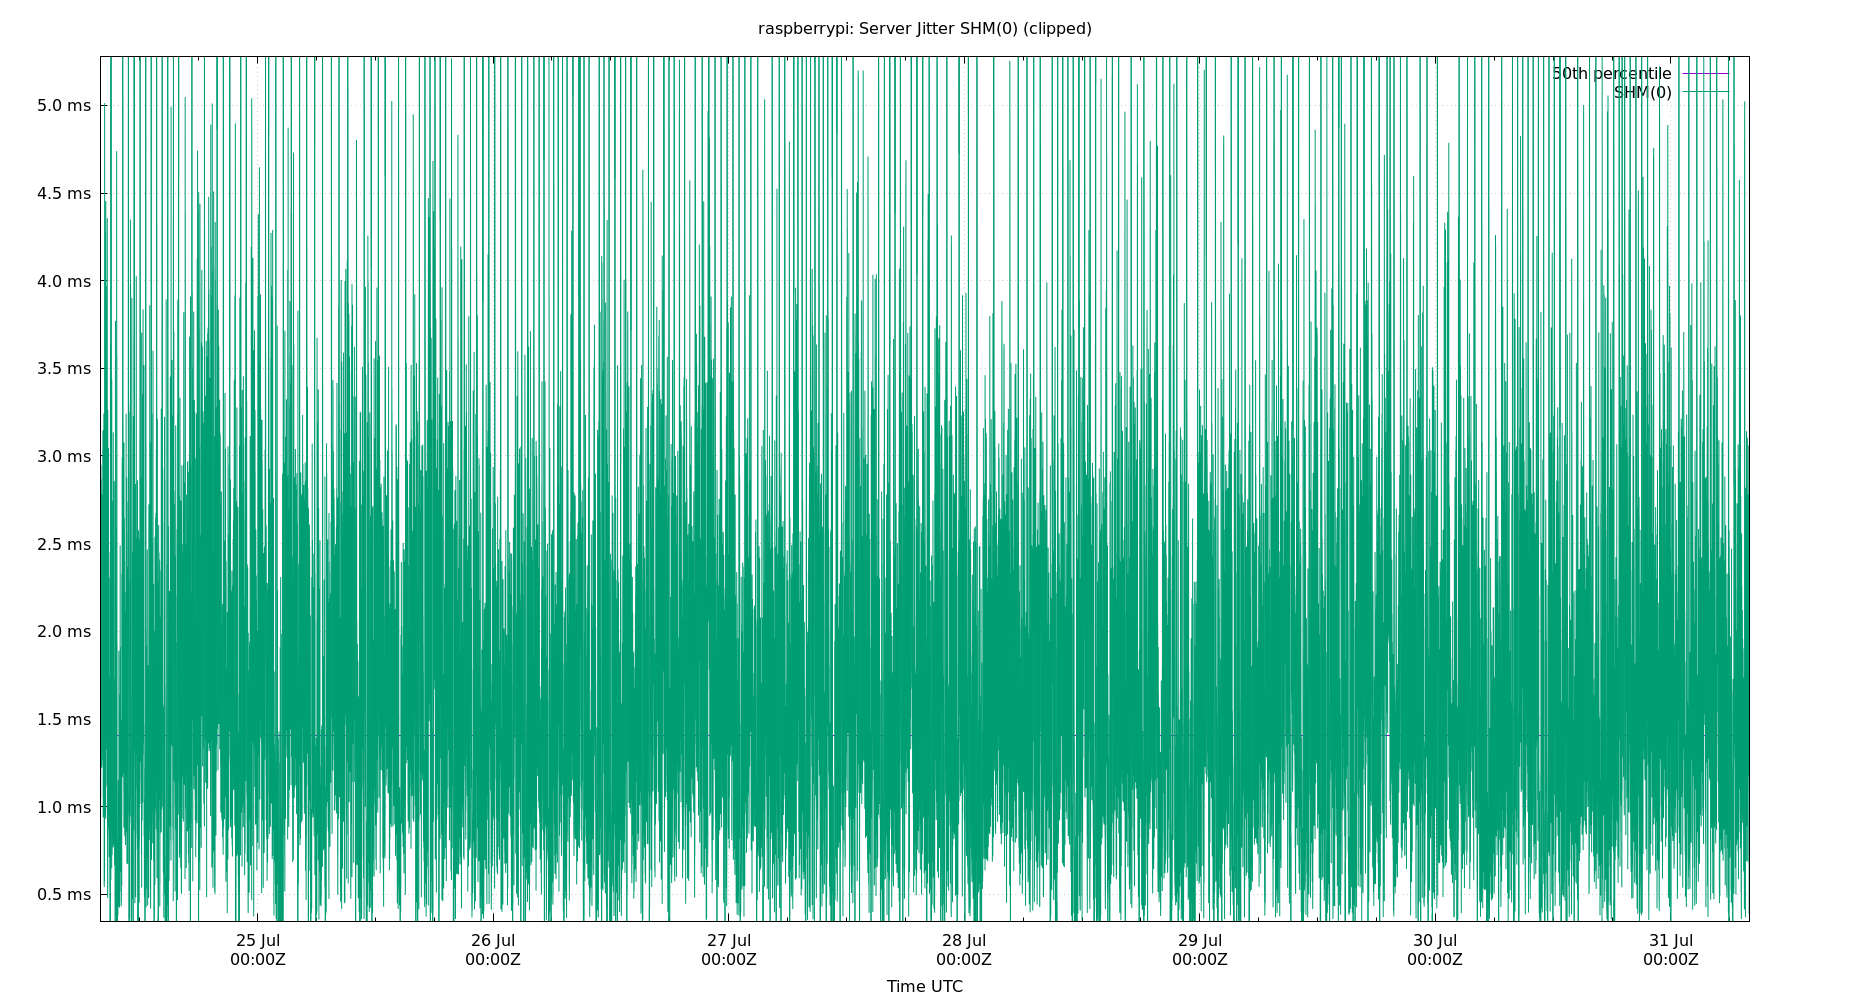 raspberrypi: Server Jitter SHM(0) (clipped)
50th percentile
SHM(0)
5.0 ms
4.5 ms
4.0 ms
3.5 ms
3.0 ms
2.5 ms
2.0 ms
1.5 ms
1.0 ms
0.5 ms
25 Jul 26 Jul 27 Jul 28 Jul 29 Jul 30 Jul 31 Jul
00:00Z 00:00Z 00:00Z 00:00Z 00:00Z 00:00Z 00:00Z
Time UTC